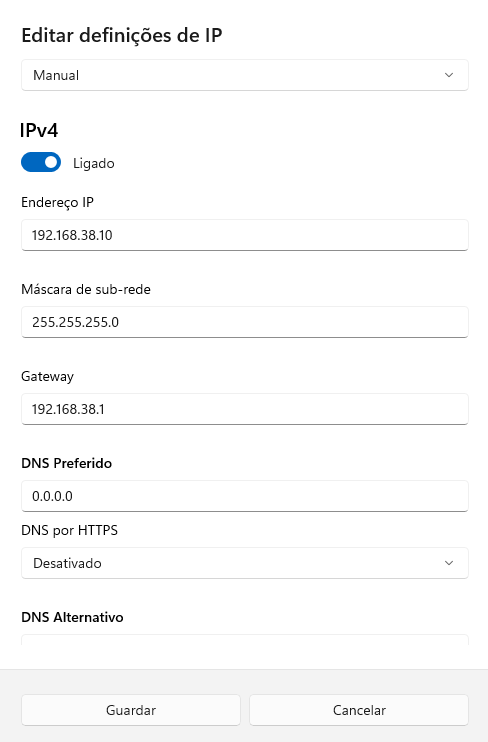 Editar definições de IP
Manual
IPv4
Ligado
Endereço IP
192.168.38.10
Máscara de sub-rede
255.255.255.0
Gateway
192.168.38.1
DNS Preferido
0.0.0.0
DNS por HTTPS
Desativado
DNS Alternativo
Guardar
Cancelar